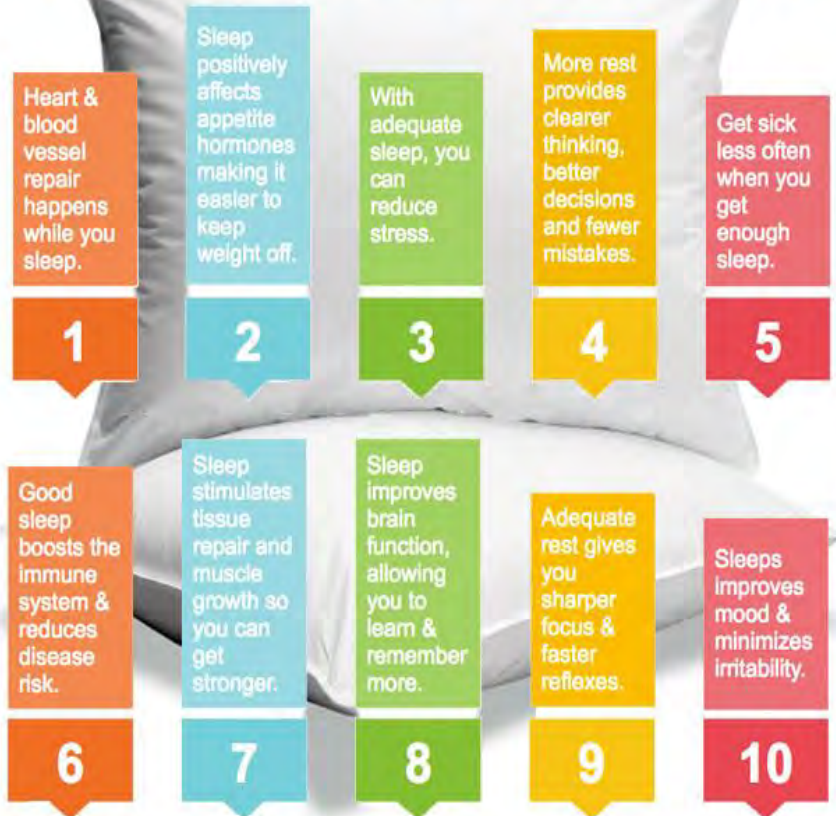 Heart &
blood
vessel
repair
happens
while you
sleep.
1
Sleep
positively
affects
appetite
hormones
making it
easier to
keep
weight off.
2
With
adequate
sleep, you
can
reduce
stress.
3
More rest
provides
clearer
thinking,
better
decisions
and fewer
mistakes.
4
Get sick
less often
when you
get
enough
sleep.
5
Good
sleep
boosts the
immune
system &
reduces
disease
risk.
6
Sleep
stimulates
tissue
repair and
muscle
growth so
you can
get
stronger.
7
Sleep
improves
brain
function,
allowing
you to
learn &
remember
more.
8
Adequate
rest gives
you
sharper
focus &
faster
reflexes.
9
Sleeps
improves
mood &
minimizes
irritability.
10